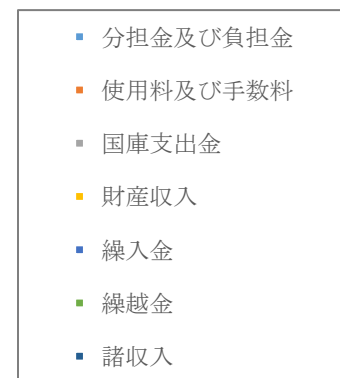 分担金及び負担金
使用料及び手数料
国庫支出金
財産収入
繰入金
繰越金
諸収入